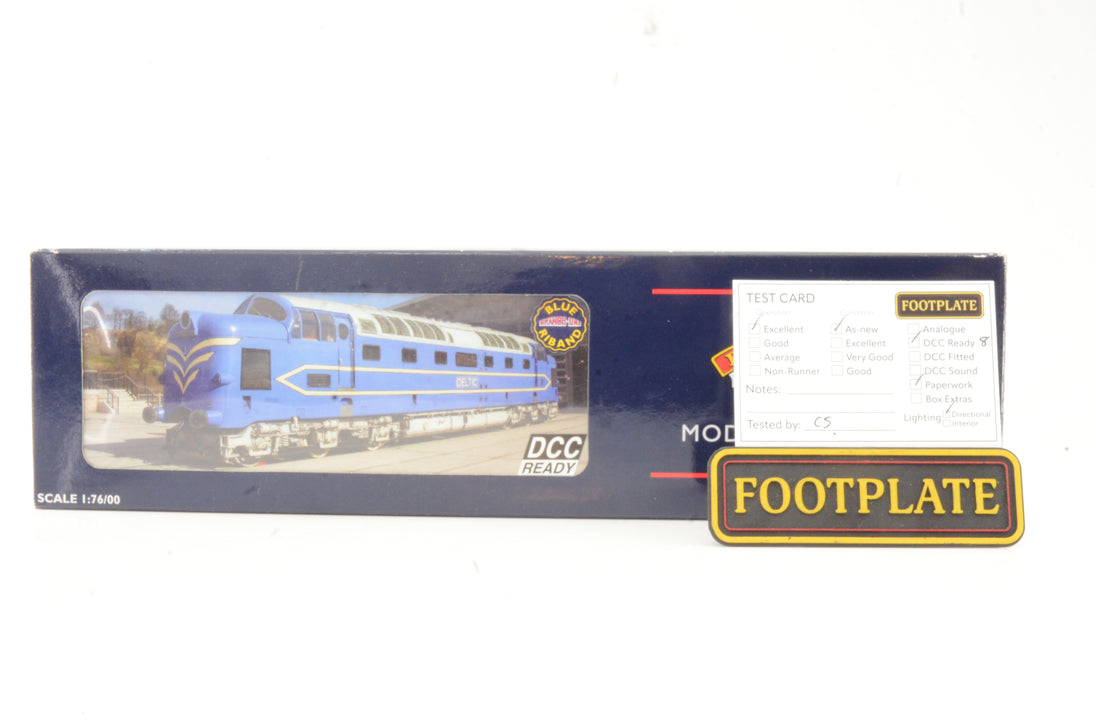 BLUE
RIBAND
DELTIC
DCC
READY
SCALE 1:76/00
MOD
TEST CARD
FOOTPLATE
Operation
Condition
Excellent
Good
Average
Non-Runner
As-new
Excellent
Very Good
Good
Analogue
DCC Ready 8
DCC Fitted
DCC Sound
Paperwork
Box Extras
Notes:
Lighting
Directional
Interior
Tested by: CS
FOOTPLATE